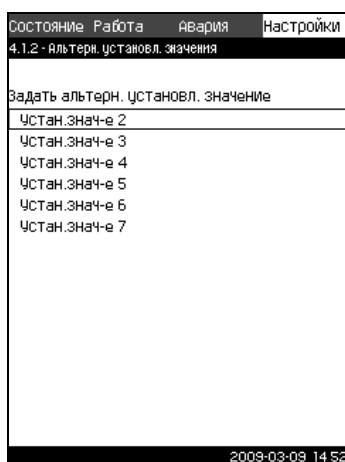 Состояние Работа Авария Настройки
4.1.2 - Альтерн. установл. значения
Задать альтерн. установл. значение
Устан.знач-е 2
Устан.знач-е 3
Устан.знач-е 4
Устан.знач-е 5
Устан.знач-е 6
Устан.знач-е 7
2009-03-09 14:52